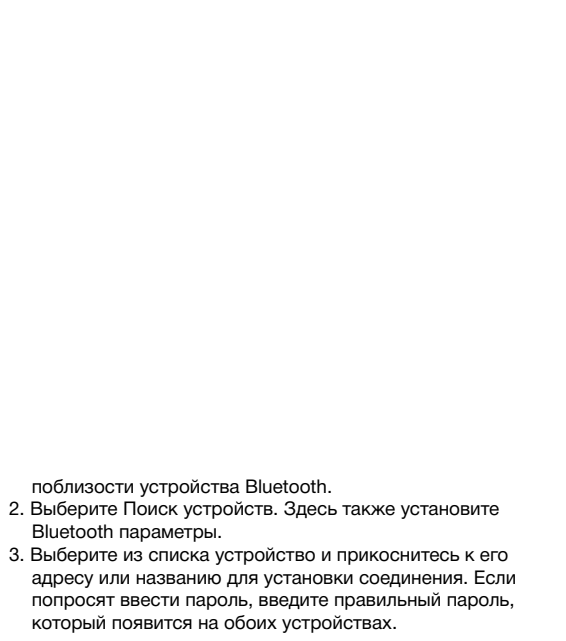 поблизости устройства Bluetooth.
2. Выберите Поиск устройств. Здесь также установите
Bluetooth параметры.
3. Выберите из списка устройство и прикоснитесь к его
адресу или названию для установки соединения. Если
попросят ввести пароль, введите правильный пароль,
который появится на обоих устройствах.